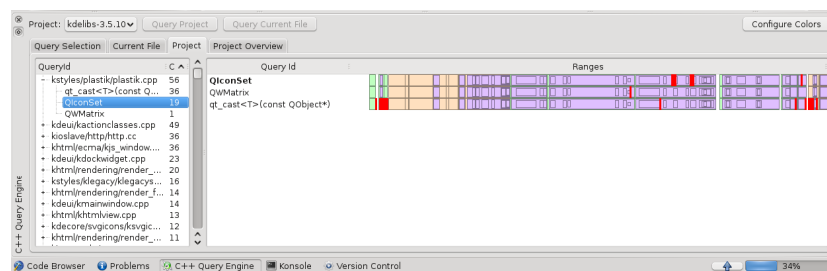 Project: kdelibs-3.5.10 Query Project Query Current File Configure Colors
Query Selection Current File Project Project Overview
QueryId C Query Id Ranges
- kstyles/plastik/plastik.cpp 56 QIconSet
qt_cast<T>(const Q... 36 QWMatrix
QIconSet 19 qt_cast<T>(const QObject*)
QWMatrix 1
+ kdeui/kactionclasses.cpp 49
+ kioslave/http/http.cc 36
+ khtml/ecma/kjs_window.... 36
+ kdeui/kdockwidget.cpp 23
+ khtml/rendering/render_... 20
+ kstyles/klegacy/klegacys... 16
+ khtml/rendering/render_f... 14
+ kdeui/kmainwindow.cpp 14
+ khtml/khtmlview.cpp 13
+ kdecore/svgicons/ksvgic... 12
+ khtml/rendering/render_... 11
C++ Query Engine
Code Browser Problems C++ Query Engine Konsole Version Control 34%